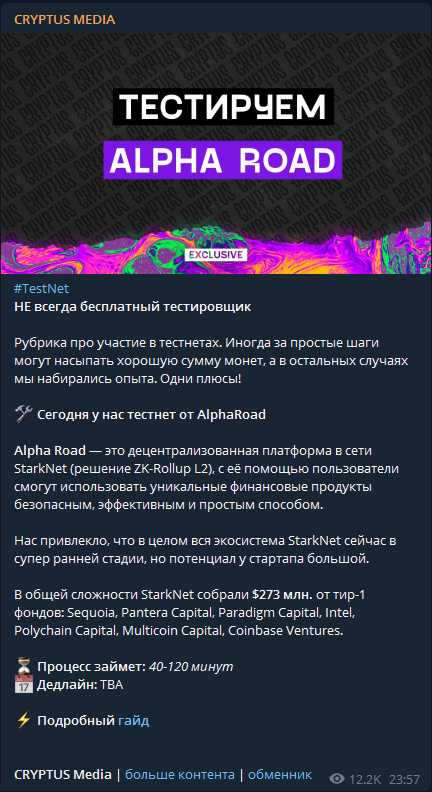 CRYPTUS MEDIA
ТЕСТИРУЕМ
ALPHA ROAD
EXCLUSIVE
#TestNet
НЕ всегда бесплатный тестировщик
Рубрика про участие в тестнетах. Иногда за простые шаги
могут насыпать хорошую сумму монет, а в остальных случаях
мы набирались опыта. Одни плюсы!
🛠 Сегодня у нас тестнет от AlphaRoad
Alpha Road — это децентрализованная платформа в сети
StarkNet (решение ZK-Rollup L2), с её помощью пользователи
смогут использовать уникальные финансовые продукты
безопасным, эффективным и простым способом.
Нас привлекло, что в целом вся экосистема StarkNet сейчас в
супер ранней стадии, но потенциал у стартапа большой.
В общей сложности StarkNet собрали $273 млн. от тир-1
фондов: Sequoia, Pantera Capital, Paradigm Capital, Intel,
Polychain Capital, Multicoin Capital, Coinbase Ventures.
⏳ Процесс займет: 40-120 минут
📅 Дедлайн: TBA
⚡ Подробный гайд
CRYPTUS Media | больше контента | обменник 12.2K 23:57